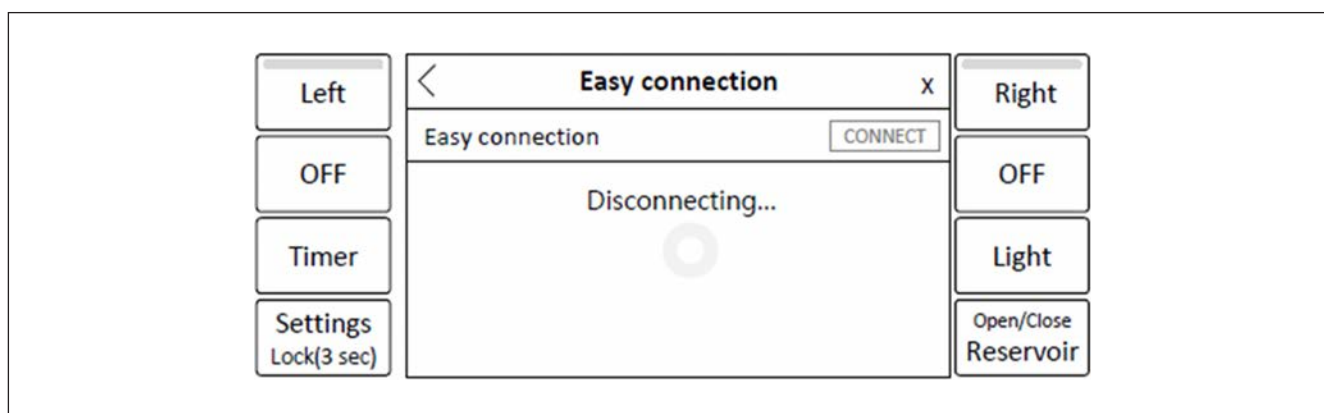 Left
OFF
Timer
Settings
Lock(3 sec)
Easy connection
X
Easy connection
CONNECT
Disconnecting...
Right
OFF
Light
Open/Close
Reservoir